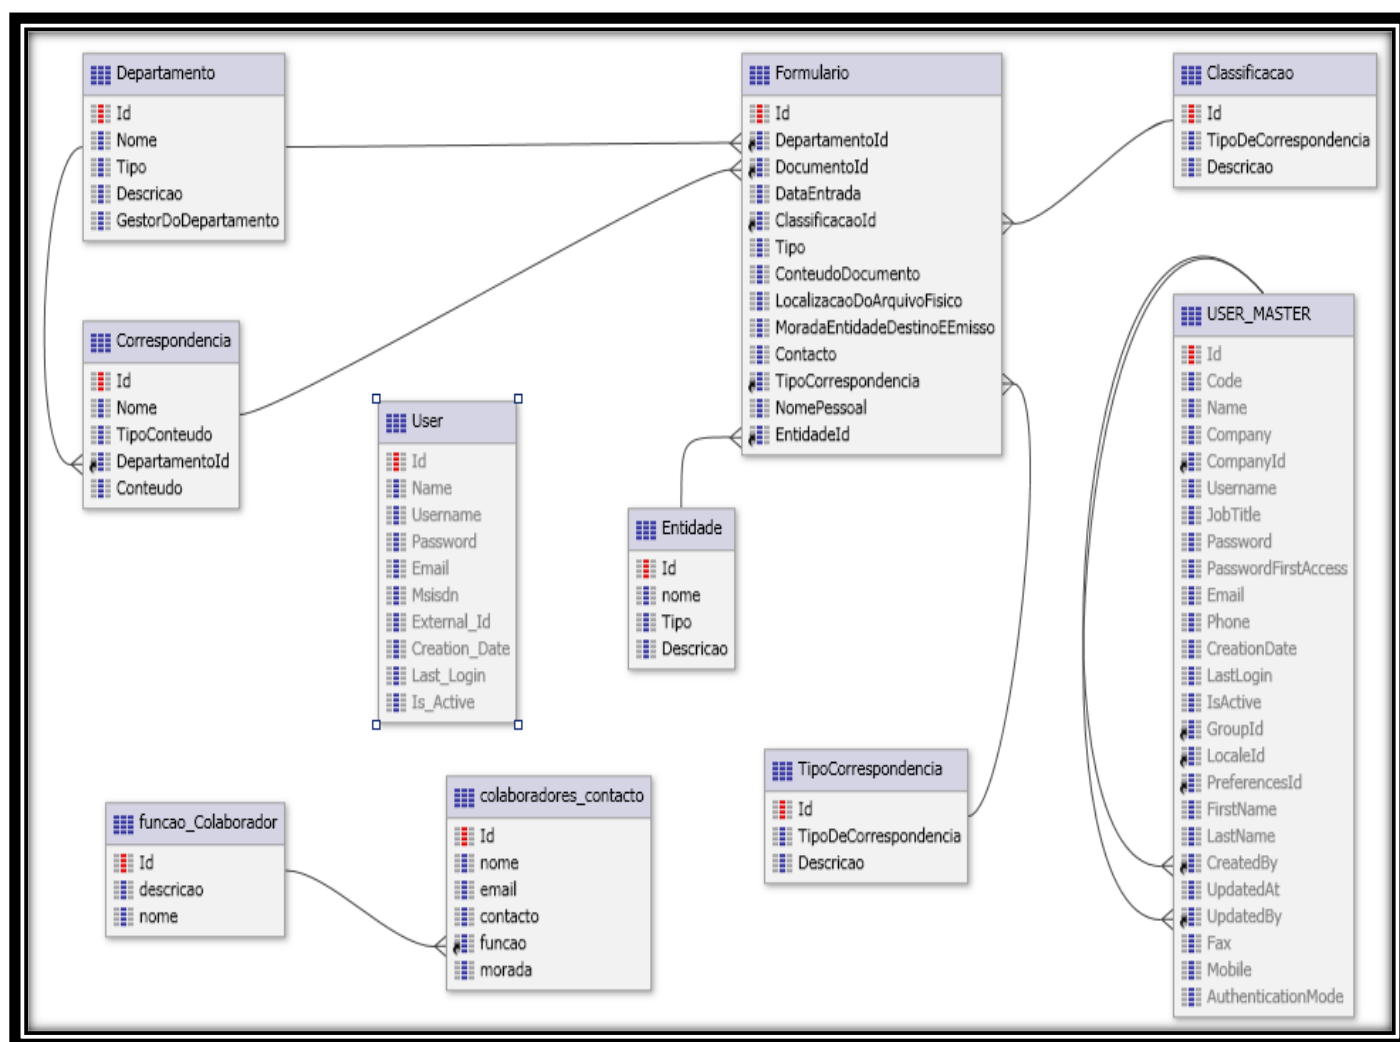 Departamento
Id
Nome
Tipo
Descricao
GestorDoDepartamento
Formulario
Id
DepartamentoId
DocumentoId
DataEntrada
ClassificacaoId
Tipo
ConteudoDocumento
LocalizacaoDoArquivoFisico
MoradaEntidadeDestinoEEmisso
Contacto
TipoCorrespondencia
NomePessoal
EntidadeId
Classificacao
Id
TipoDeCorrespondencia
Descricao
Correspondencia
Id
Nome
TipoConteudo
DepartamentoId
Conteudo
User
Id
Name
Username
Password
Email
Msisdn
External_Id
Creation_Date
Last_Login
Is_Active
Entidade
Id
nome
Tipo
Descricao
USER_MASTER
Id
Code
Name
Company
CompanyId
Username
JobTitle
Password
PasswordFirstAccess
Email
Phone
CreationDate
LastLogin
IsActive
GroupId
LocaleId
PreferencesId
FirstName
LastName
CreatedBy
UpdatedAt
UpdatedBy
Fax
Mobile
AuthenticationMode
funcao_Colaborador
Id
descricao
nome
colaboradores_contacto
Id
nome
email
contacto
funcao
morada
TipoCorrespondencia
Id
TipoDeCorrespondencia
Descricao